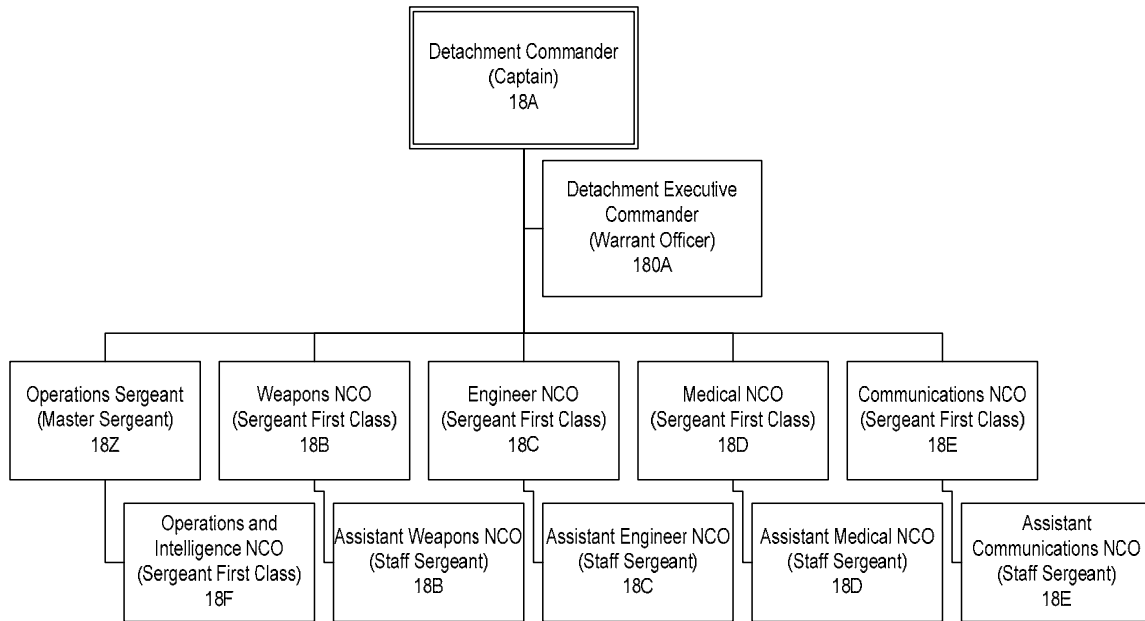 Detachment Commander
(Captain)
18A
Detachment Executive
Commander
(Warrant Officer)
180A
Operations Sergeant
(Master Sergeant)
18Z
Weapons NCO
(Sergeant First Class)
18B
Engineer NCO
(Sergeant First Class)
18C
Medical NCO
(Sergeant First Class)
18D
Communications NCO
(Sergeant First Class)
18E
Operations and
Intelligence NCO
(Sergeant First Class)
18F
Assistant Weapons NCO
(Staff Sergeant)
18B
Assistant Engineer NCO
(Staff Sergeant)
18C
Assistant Medical NCO
(Staff Sergeant)
18D
Assistant
Communications NCO
(Staff Sergeant)
18E